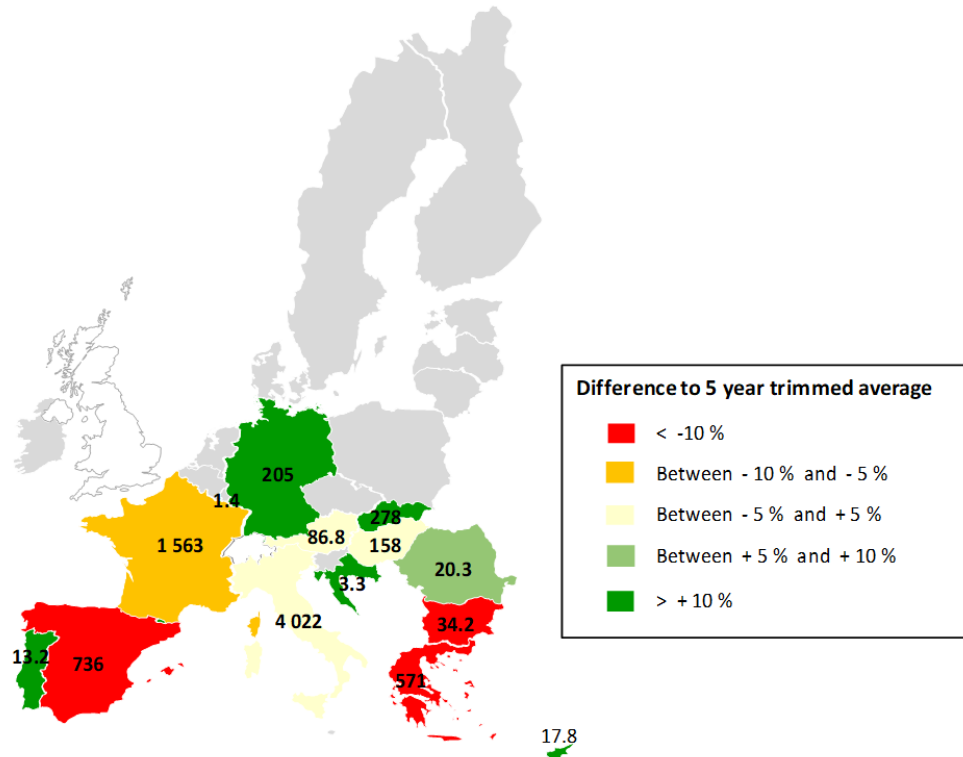 205
1.4
278
86.8
1 563
158
20.3
3.3
4 022
34.2
13.2
736
571
17.8
Difference to 5 year trimmed average
< -10 %
Between - 10 % and - 5 %
Between - 5 % and + 5 %
Between + 5 % and + 10 %
> + 10 %